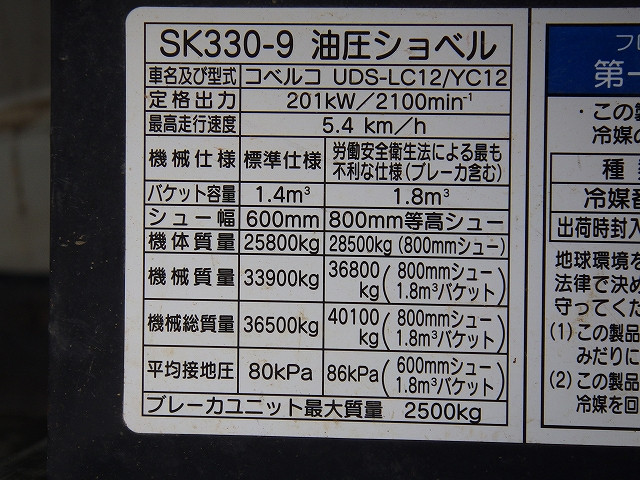 SK330-9 油圧ショベル
車名及び型式 コベルコ UDS-LC12/YC12
定格出力 201kW/2100min⁻¹
最高走行速度 5.4 km/h
機械仕様 標準仕様 労働安全衛生法による最も
不利な仕様(ブレーカ含む)
バケット容量 1.4m³ 1.8m³
シュー幅 600mm 800mm等高シュー
機体質量 25800kg 28500kg(800mmシュー)
機械質量 33900kg 36800kg(800mmシュー
1.8m³バケット)
機械総質量 36500kg 40100kg(800mmシュー
1.8m³バケット)
平均接地圧 80kPa 86kPa(600mmシュー
1.8m³バケット)
ブレーカユニット最大質量 2500kg
フロ
第一
・この製
冷媒の
種 類
冷媒番
出荷時封入
地球環境を
法律で決め
守ってくだ
(1) この製品
みだりに
(2) この製品
冷媒を回